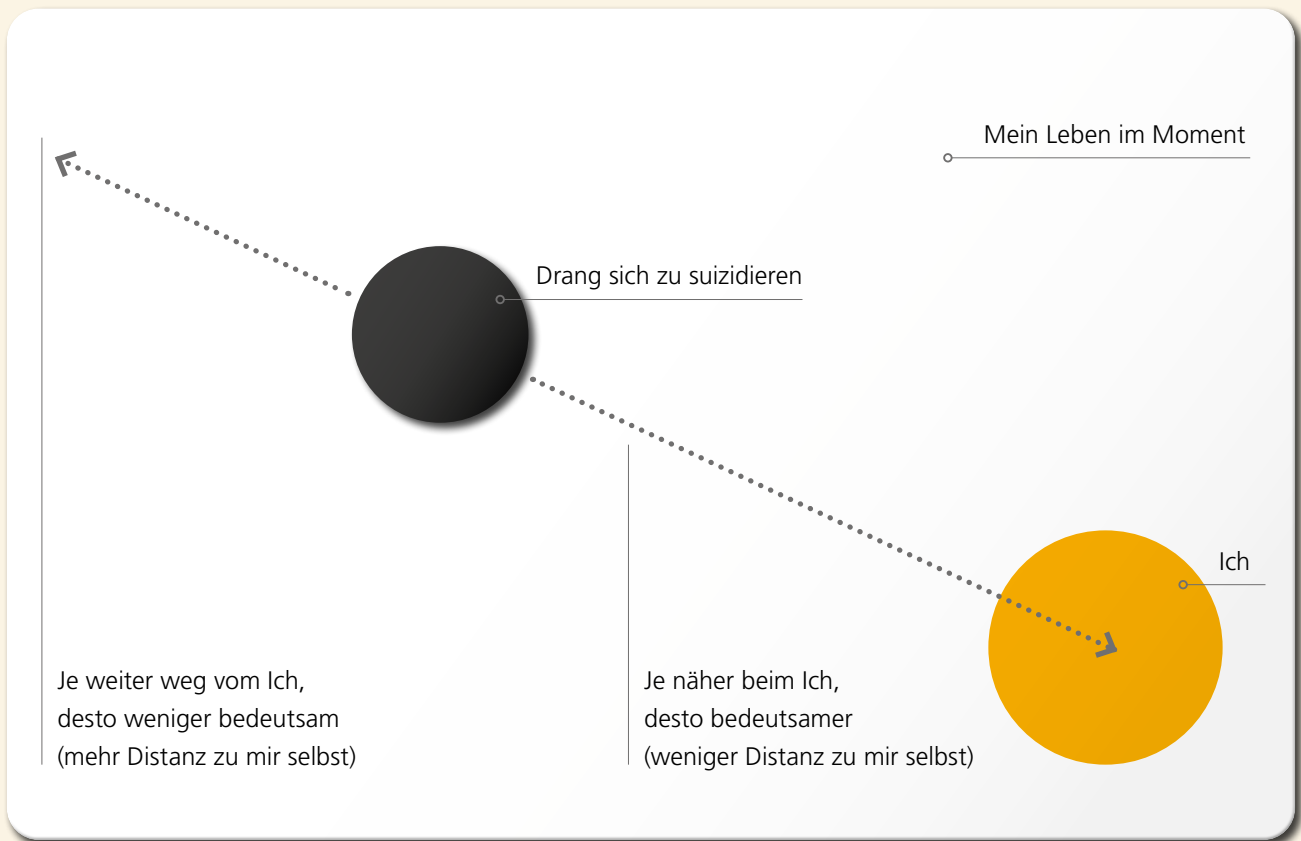 Mein Leben im Moment
Drang sich zu suizidieren
Ich
Je weiter weg vom Ich,
desto weniger bedeutsam
(mehr Distanz zu mir selbst)
Je näher beim Ich,
desto bedeutsamer
(weniger Distanz zu mir selbst)